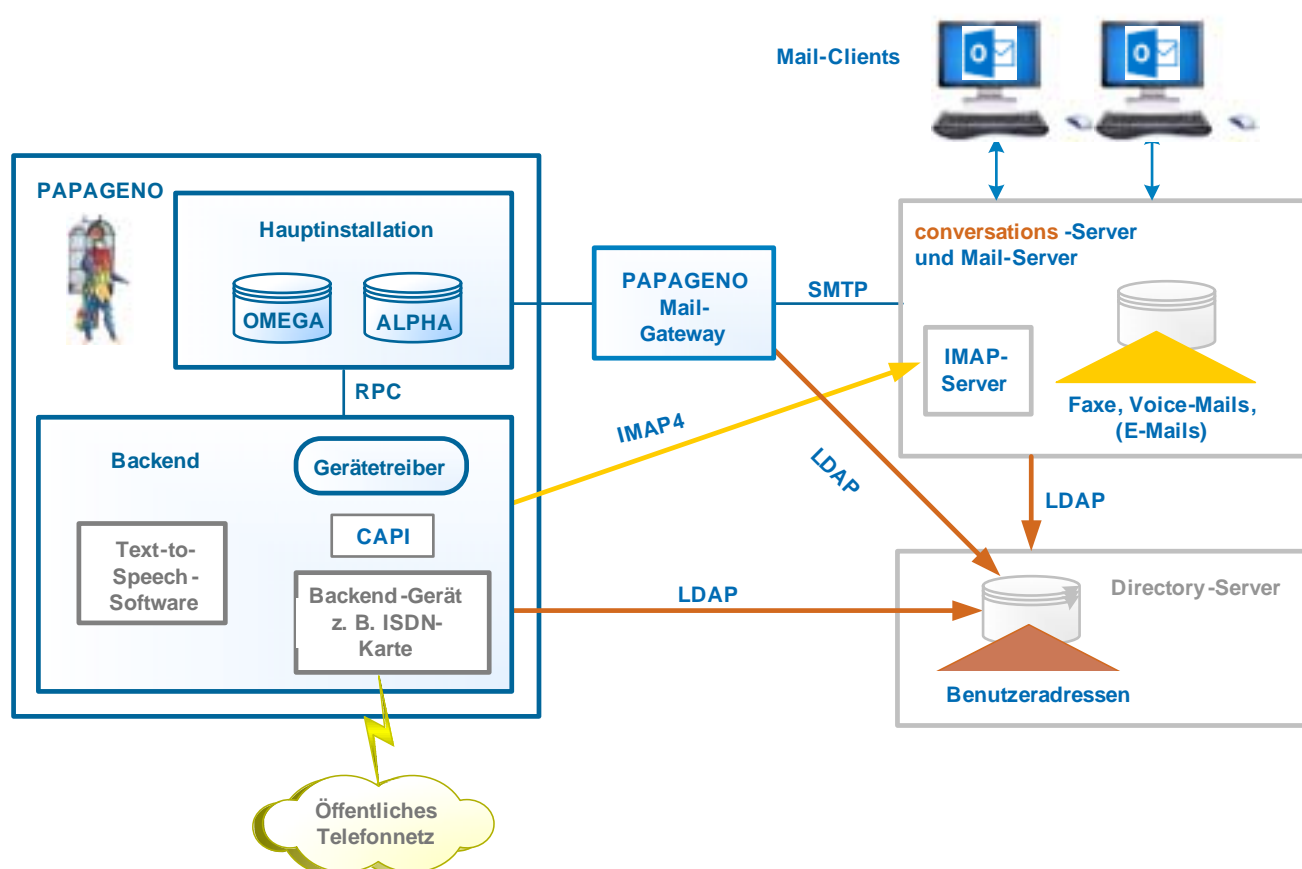 Mail-Clients
PAPAGENO
Hauptinstallation
OMEGA
ALPHA
RPC
PAPAGENO
Mail-
Gateway
SMTP
conversations -Server
und Mail-Server
IMAP-
Server
Faxe, Voice-Mails,
(E-Mails)
IMAP4
LDAP
LDAP
Backend
Gerätetreiber
CAPI
Text-to-
Speech-
Software
Backend-Gerät
z. B. ISDN-
Karte
LDAP
Directory-Server
Benutzeradressen
Öffentliches
Telefonnetz